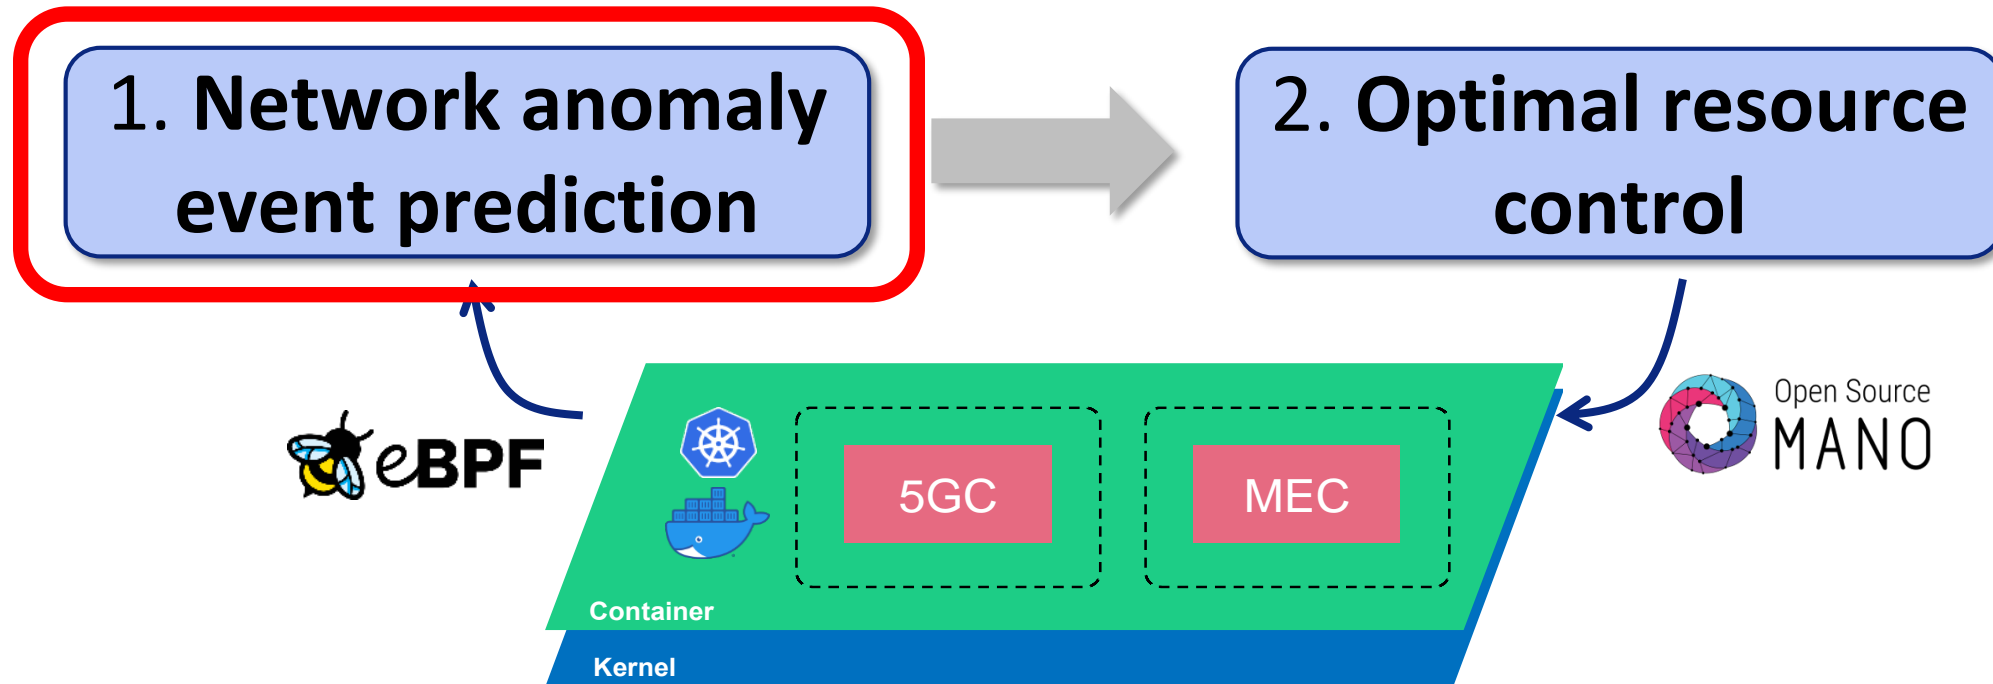 1. Network anomaly
event prediction
2. Optimal resource
control
eBPF
5GC
MEC
Open Source
MANO
Container
Kernel